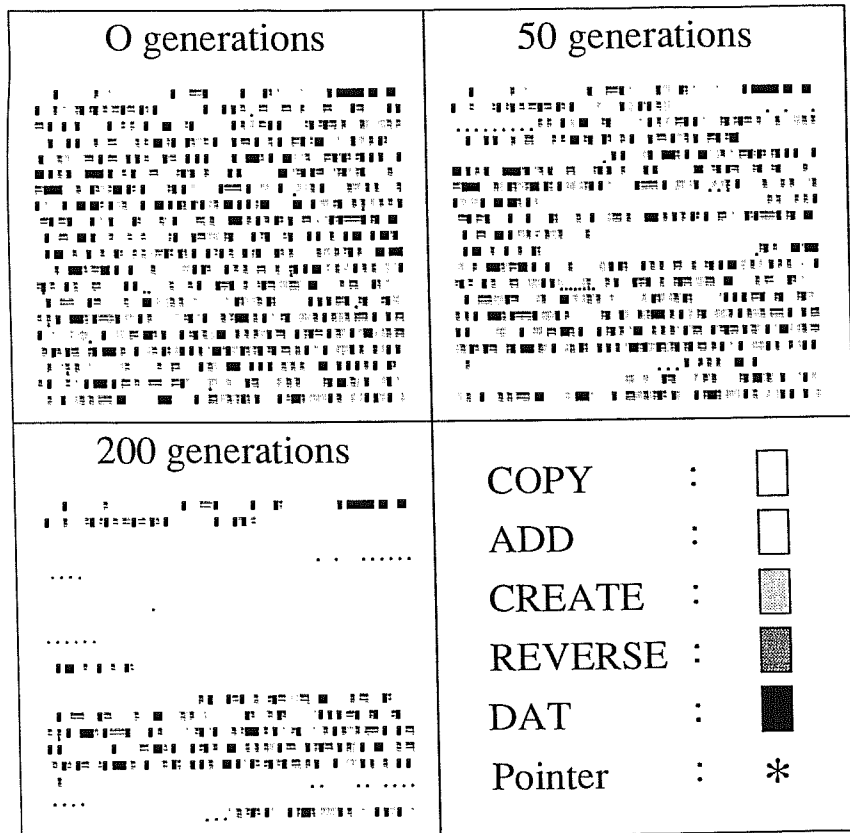 O generations
50 generations
200 generations
COPY :
ADD :
CREATE :
REVERSE :
DAT :
Pointer : *